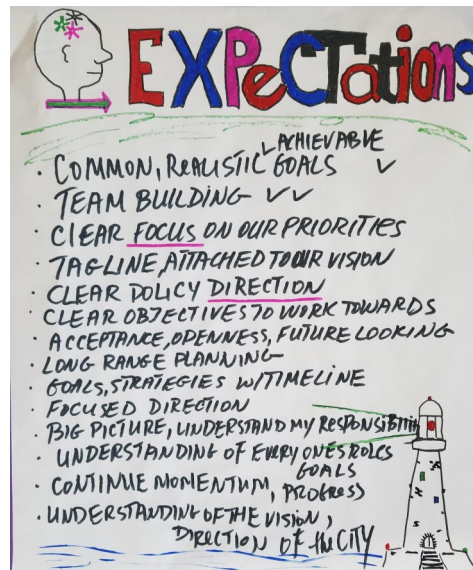 EXPeCTations
ACHIEVABLE
• COMMON, REALISTIC GOALS ✓
• TEAM BUILDING ✓✓
• CLEAR FOCUS ON OUR PRIORITIES
• TAGLINE, ATTACHED TO OUR VISION
• CLEAR POLICY DIRECTION
• CLEAR OBJECTIVES TO WORK TOWARDS
• ACCEPTANCE, OPENNESS, FUTURE LOOKING
• LONG RANGE PLANNING
• GOALS, STRATEGIES W/TIMELINE
• FOCUSED DIRECTION
• BIG PICTURE, UNDERSTAND MY RESPONSIBILITY
• UNDERSTANDING OF EVERYONES ROLES
GOALS
• CONTINUE MOMENTUM, PROGRESS
• UNDERSTANDING OF THE VISION,
DIRECTION OF the CITY